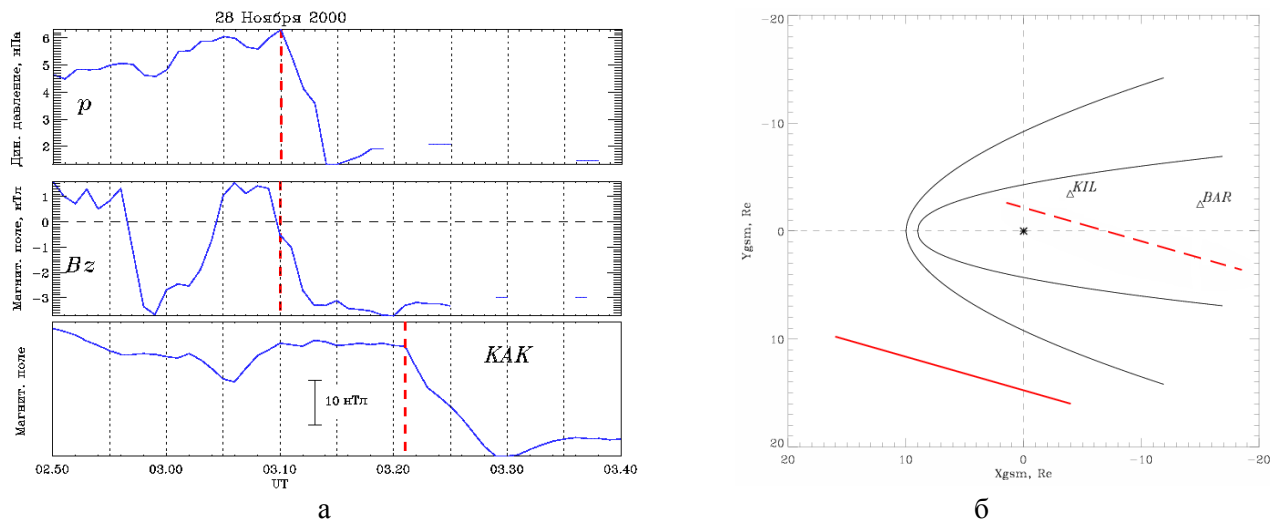 28 Ноября 2000
Дин. давление, нПа
6
5
4
3
2
p
Магнит. поле, нТл
1
0
-1
-2
-3
Bz
Магнит. поле
KAK
10 нТл
02.50 03.00 03.10 03.20 03.30 03.40
UT
а
Ygsm, Re
-20
-10
0
10
20
KIL
BAR
20 10 0 -10 -20
Xgsm, Re
б